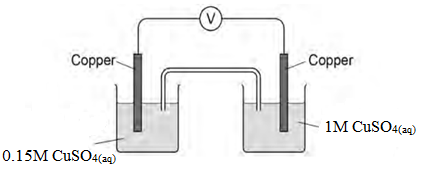 V
Copper
Copper
0.15M CuSO4(aq)
1M CuSO4(aq)